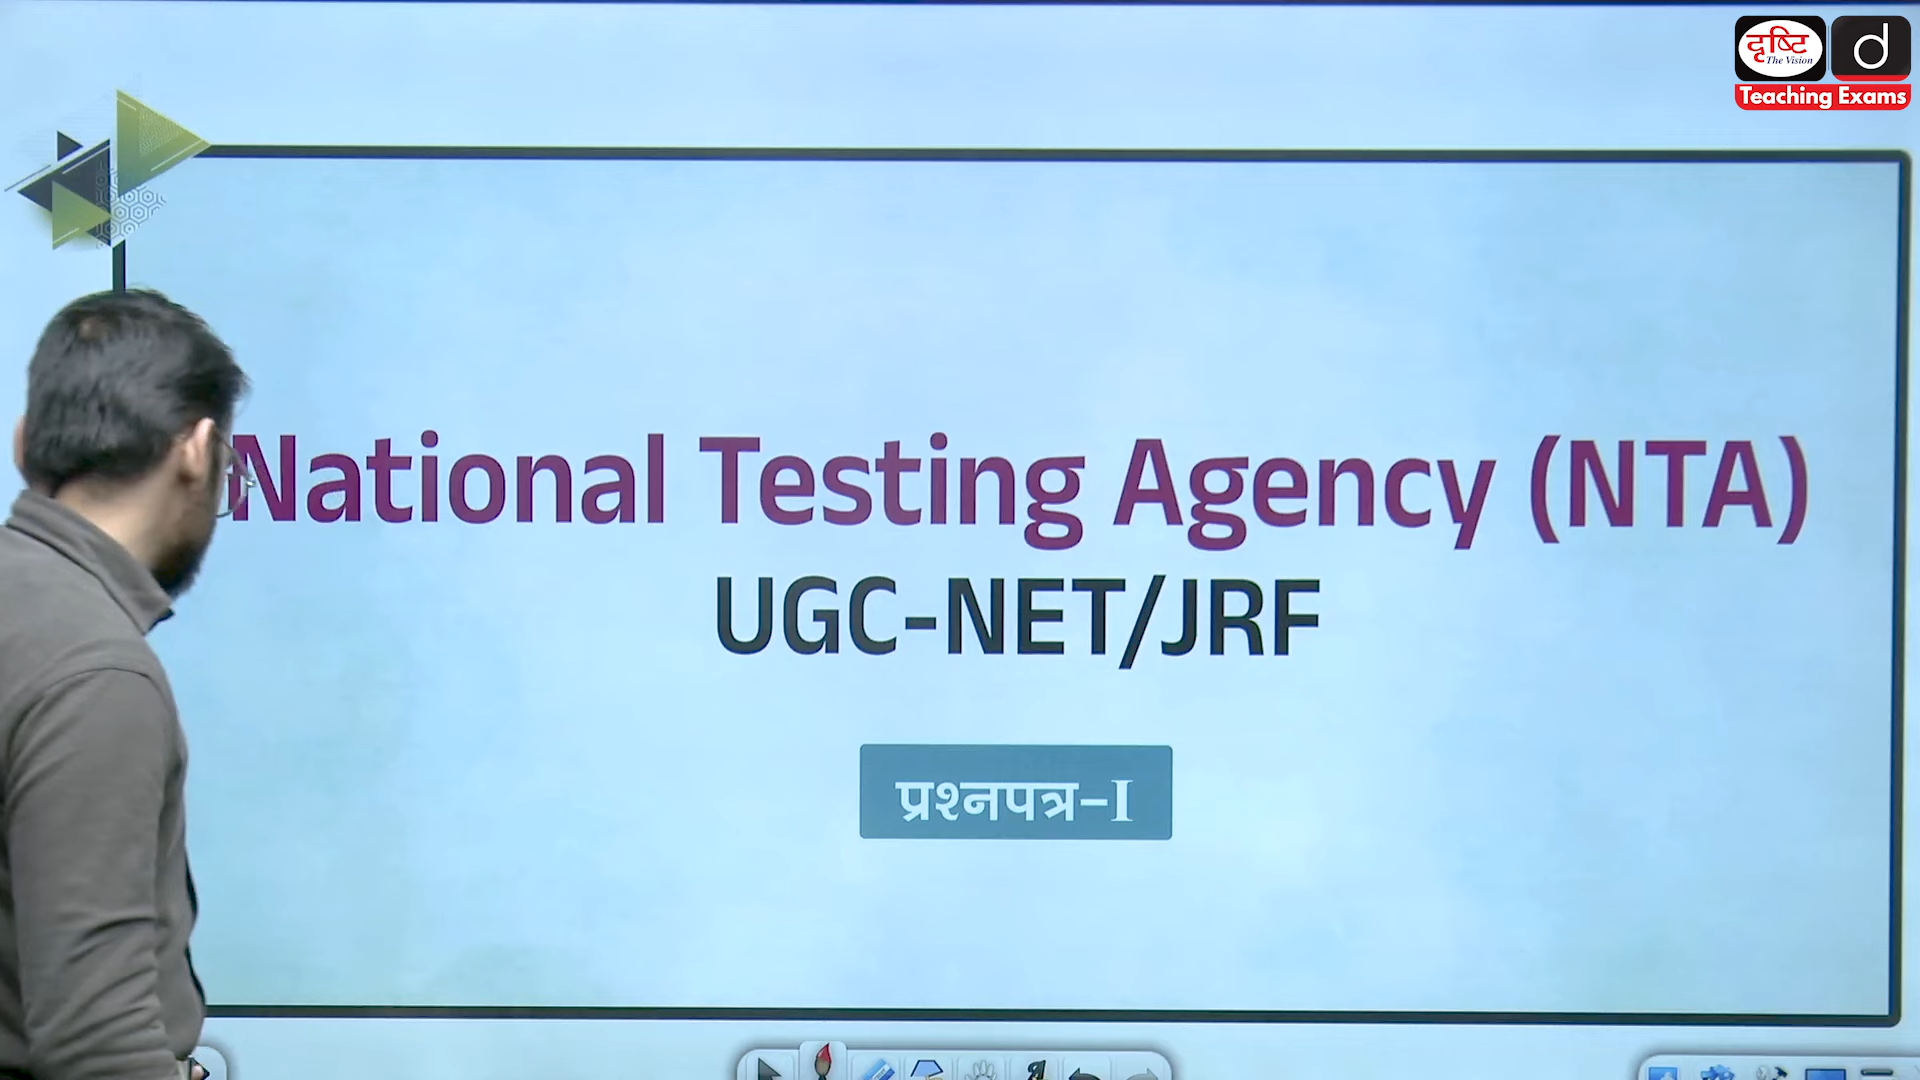 दृष्टि
The Vision
d
Teaching Exams
National Testing Agency (NTA)
UGC-NET/JRF
प्रश्नपत्र-I